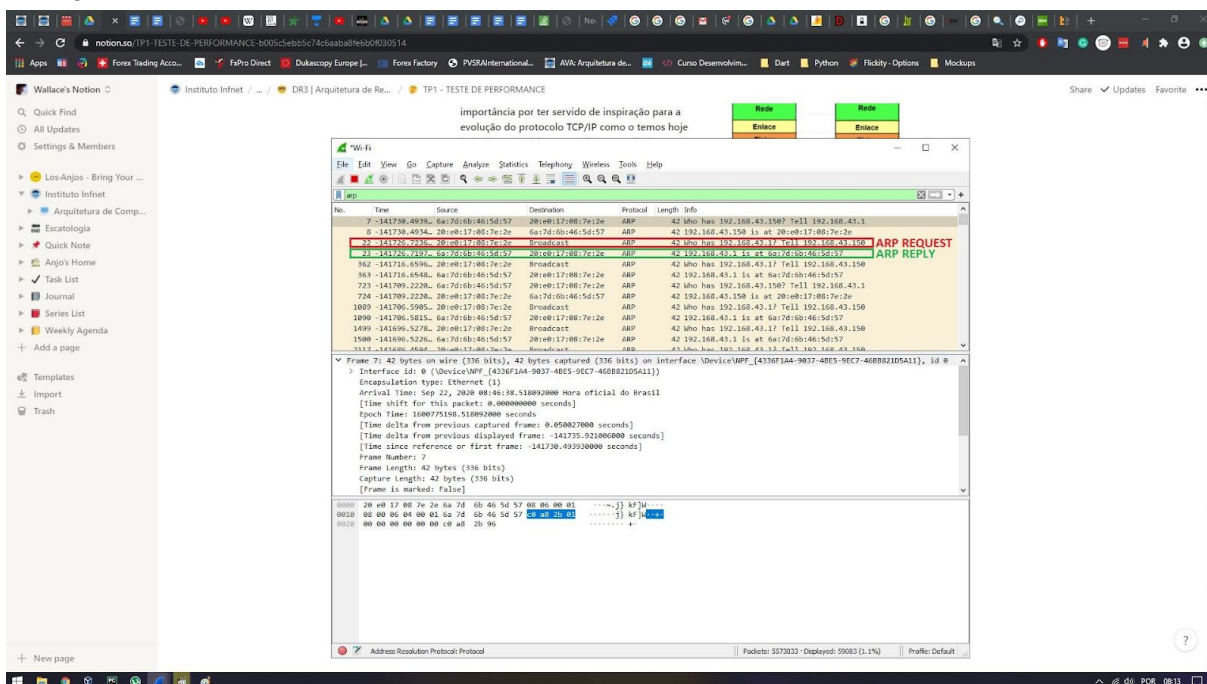 notion.so/TP1-TESTE-DE-PERFORMANCE-b005c5ebb5c74c6aaba8fe6b0f030514
Apps Forex Trading Acco... FxPro Direct Dukascopy Europe |... Forex Factory PVSRAInternational... AVA: Arquitetura de... Curso Desenvolvim... Dart Python Flickity · Options Mockups
Wallace's Notion
Instituto Infnet / ... / DR3 | Arquitetura de Re... / TP1 - TESTE DE PERFORMANCE
Share Updates Favorite
Quick Find
All Updates
Settings & Members
Los-Anjos - Bring Your ...
Instituto Infnet
Arquitetura de Comp...
Escatologia
Quick Note
Anjo's Home
Task List
Journal
Series List
Weekly Agenda
+ Add a page
Templates
Import
Trash
+ New page
importância por ter servido de inspiração para a
evolução do protocolo TCP/IP como o temos hoje
Rede Rede
Enlace Enlace
*Wi-Fi
File Edit View Go Capture Analyze Statistics Telephony Wireless Tools Help
arp
No. Time Source Destination Protocol Length Info
7 -141730.4939… 6a:7d:6b:46:5d:57 20:e0:17:08:7e:2e ARP 42 Who has 192.168.43.150? Tell 192.168.43.1
8 -141730.4934… 20:e0:17:08:7e:2e 6a:7d:6b:46:5d:57 ARP 42 192.168.43.150 is at 20:e0:17:08:7e:2e
22 -141726.7236… 20:e0:17:08:7e:2e Broadcast ARP 42 Who has 192.168.43.1? Tell 192.168.43.150 ARP REQUEST
23 -141726.7197… 6a:7d:6b:46:5d:57 20:e0:17:08:7e:2e ARP 42 192.168.43.1 is at 6a:7d:6b:46:5d:57 ARP REPLY
362 -141716.6596… 20:e0:17:08:7e:2e Broadcast ARP 42 Who has 192.168.43.1? Tell 192.168.43.150
363 -141716.6548… 6a:7d:6b:46:5d:57 20:e0:17:08:7e:2e ARP 42 192.168.43.1 is at 6a:7d:6b:46:5d:57
723 -141709.2220… 6a:7d:6b:46:5d:57 20:e0:17:08:7e:2e ARP 42 Who has 192.168.43.150? Tell 192.168.43.1
724 -141709.2220… 20:e0:17:08:7e:2e 6a:7d:6b:46:5d:57 ARP 42 192.168.43.150 is at 20:e0:17:08:7e:2e
1089 -141706.5905… 20:e0:17:08:7e:2e Broadcast ARP 42 Who has 192.168.43.1? Tell 192.168.43.150
1090 -141706.5815… 6a:7d:6b:46:5d:57 20:e0:17:08:7e:2e ARP 42 192.168.43.1 is at 6a:7d:6b:46:5d:57
1499 -141696.5278… 20:e0:17:08:7e:2e Broadcast ARP 42 Who has 192.168.43.1? Tell 192.168.43.150
1500 -141696.5226… 6a:7d:6b:46:5d:57 20:e0:17:08:7e:2e ARP 42 192.168.43.1 is at 6a:7d:6b:46:5d:57
Frame 7: 42 bytes on wire (336 bits), 42 bytes captured (336 bits) on interface \Device\NPF_{4336F1A4-9037-4BE5-9EC7-46BB821D5A11}, id 0
Interface id: 0 (\Device\NPF_{4336F1A4-9037-4BE5-9EC7-46BB821D5A11})
Encapsulation type: Ethernet (1)
Arrival Time: Sep 22, 2020 08:46:38.518092000 Hora oficial do Brasil
[Time shift for this packet: 0.000000000 seconds]
Epoch Time: 1600775198.518092000 seconds
[Time delta from previous captured frame: 0.050027000 seconds]
[Time delta from previous displayed frame: -141735.921006000 seconds]
[Time since reference or first frame: -141730.493930000 seconds]
Frame Number: 7
Frame Length: 42 bytes (336 bits)
Capture Length: 42 bytes (336 bits)
[Frame is marked: False]
0000 20 e0 17 08 7e 2e 6a 7d 6b 46 5d 57 08 06 00 01 ····~.j} kF]W····
0010 08 00 06 04 00 01 6a 7d 6b 46 5d 57 c0 a8 2b 01 ······j} kF]W··+·
0020 00 00 00 00 00 00 c0 a8 2b 96 ········ +·
Address Resolution Protocol: Protocol Packets: 5573033 · Displayed: 59083 (1.1%) Profile: Default
?
POR 08:13